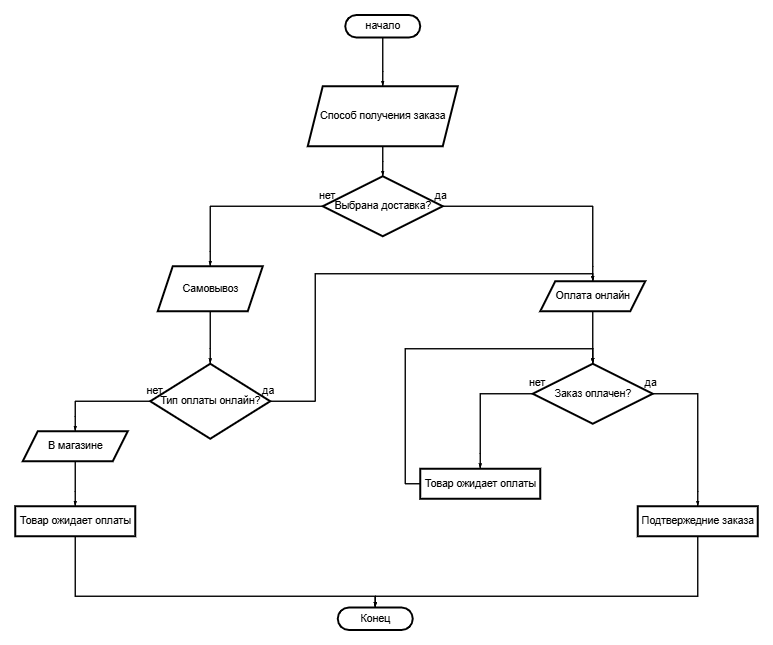 начало
Способ получения заказа
нет
да
Выбрана доставка?
Самовывоз
Оплата онлайн
нет
да
Тип оплаты онлайн?
нет
да
Заказ оплачен?
В магазине
Товар ожидает оплаты
Товар ожидает оплаты
Подтвержедние заказа
Конец